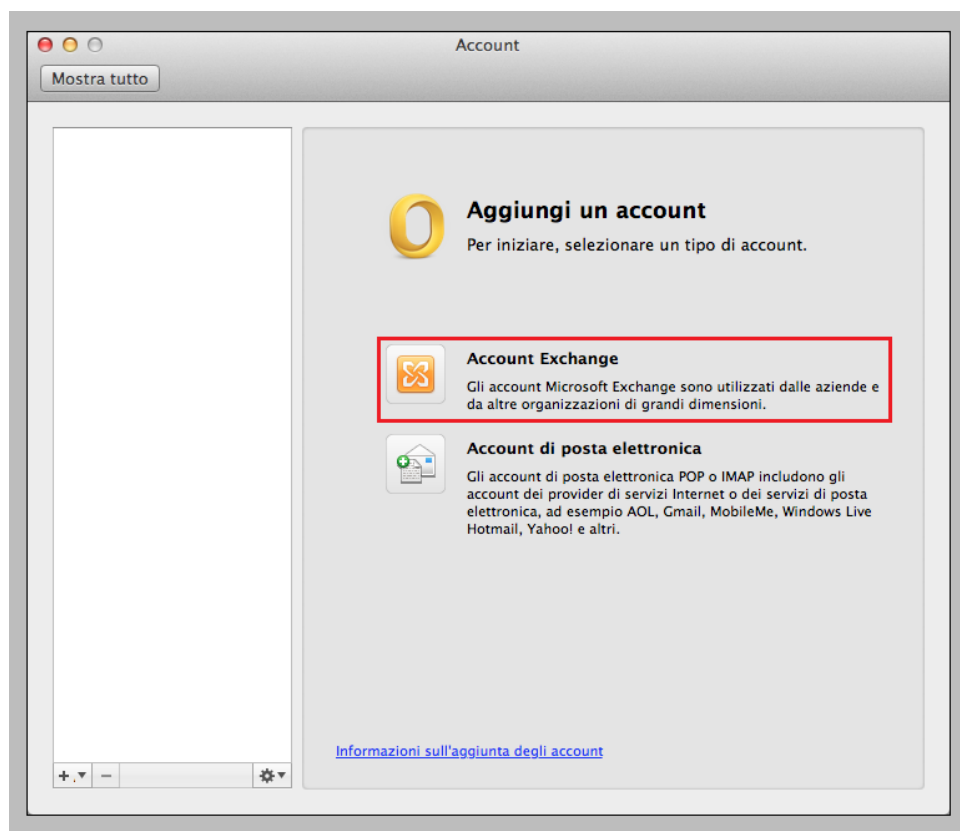 Account
Mostra tutto
Aggiungi un account
Per iniziare, selezionare un tipo di account.
Account Exchange
Gli account Microsoft Exchange sono utilizzati dalle aziende e
da altre organizzazioni di grandi dimensioni.
Account di posta elettronica
Gli account di posta elettronica POP o IMAP includono gli
account dei provider di servizi Internet o dei servizi di posta
elettronica, ad esempio AOL, Gmail, MobileMe, Windows Live
Hotmail, Yahoo! e altri.
Informazioni sull'aggiunta degli account